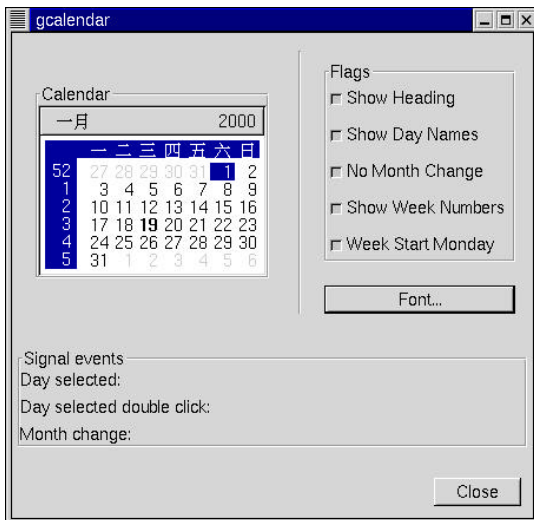 gcalendar
Calendar
一月 2000
一 二 三 四 五 六 日
52 27 28 29 30 31 1 2
1 3 4 5 6 7 8 9
2 10 11 12 13 14 15 16
3 17 18 19 20 21 22 23
4 24 25 26 27 28 29 30
5 31 1 2 3 4 5 6
Flags
Show Heading
Show Day Names
No Month Change
Show Week Numbers
Week Start Monday
Font...
Signal events
Day selected:
Day selected double click:
Month change:
Close